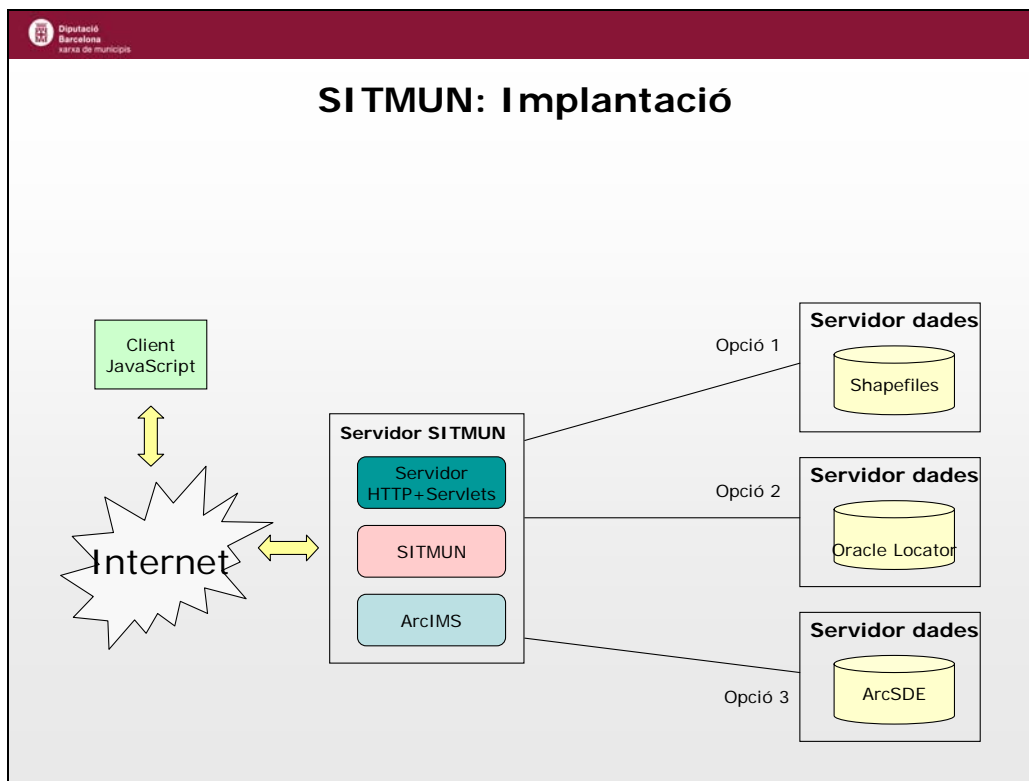 Diputació
Barcelona
xarxa de municipis
SITMUN: Implantació
Client
JavaScript
Internet
Servidor SITMUN
Servidor
HTTP+Servlets
SITMUN
ArcIMS
Opció 1
Servidor dades
Shapefiles
Opció 2
Servidor dades
Oracle Locator
Opció 3
Servidor dades
ArcSDE